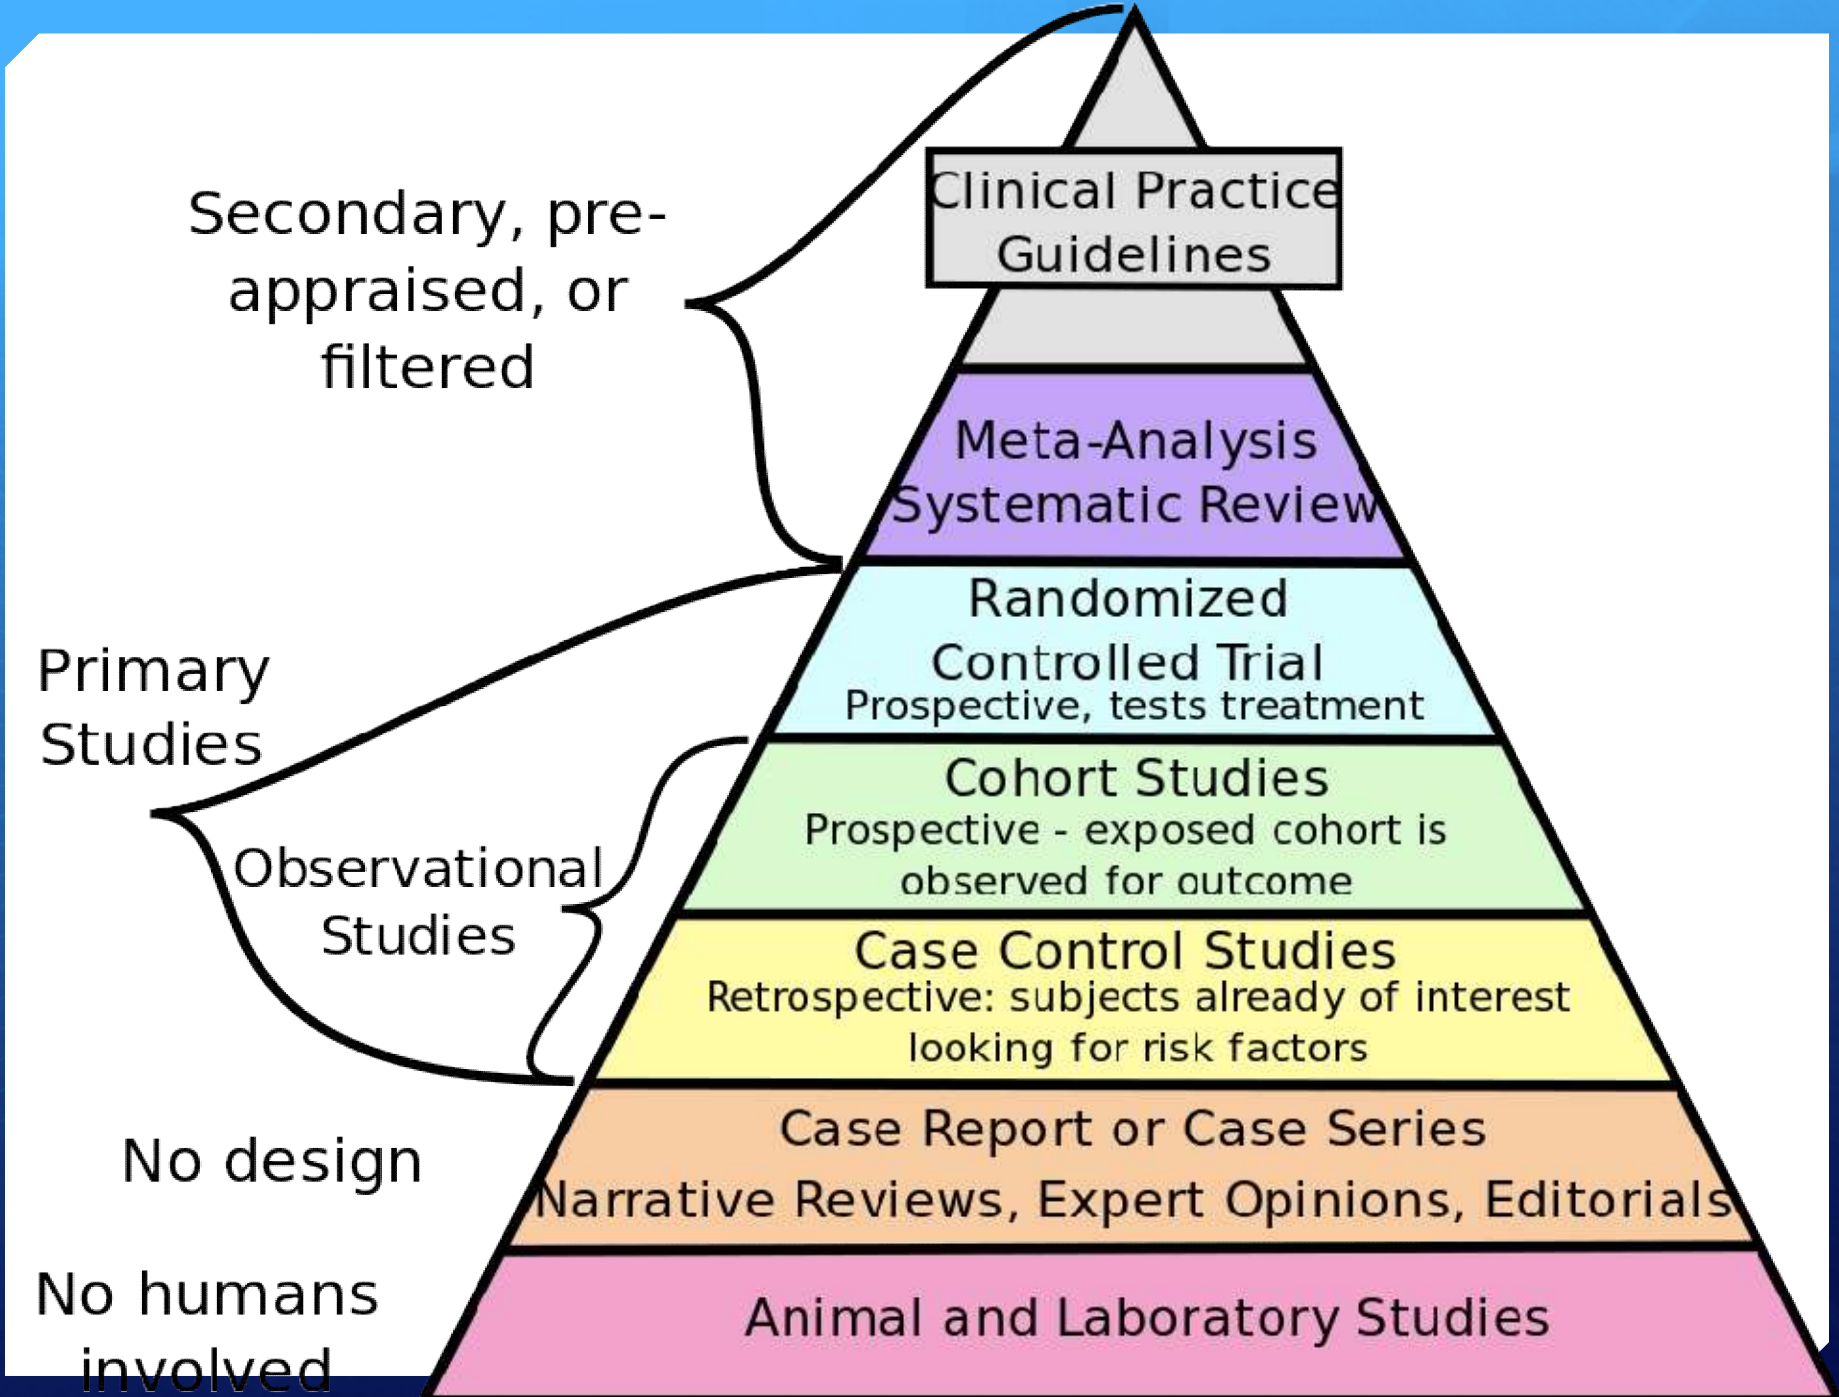 Clinical Practice
Guidelines
Secondary, pre-
appraised, or
filtered
Meta-Analysis
Systematic Review
Randomized
Controlled Trial
Prospective, tests treatment
Primary
Studies
Cohort Studies
Prospective - exposed cohort is
observed for outcome
Observational
Studies
Case Control Studies
Retrospective: subjects already of interest
looking for risk factors
No design
Case Report or Case Series
Narrative Reviews, Expert Opinions, Editorials
No humans
involved
Animal and Laboratory Studies